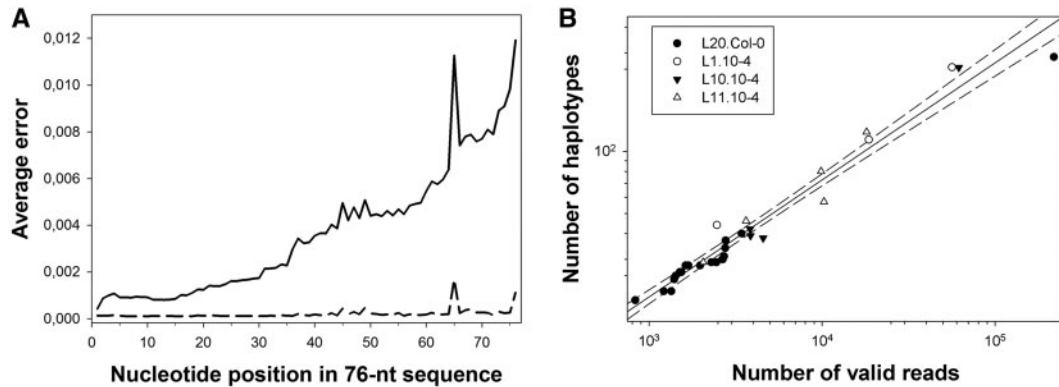 A
Average error
0,012
0,010
0,008
0,006
0,004
0,002
0,000
0 10 20 30 40 50 60 70
Nucleotide position in 76-nt sequence
B
Number of haplotypes
10²
L20.Col-0
L1.10-4
L10.10-4
L11.10-4
10³ 10⁴ 10⁵
Number of valid reads